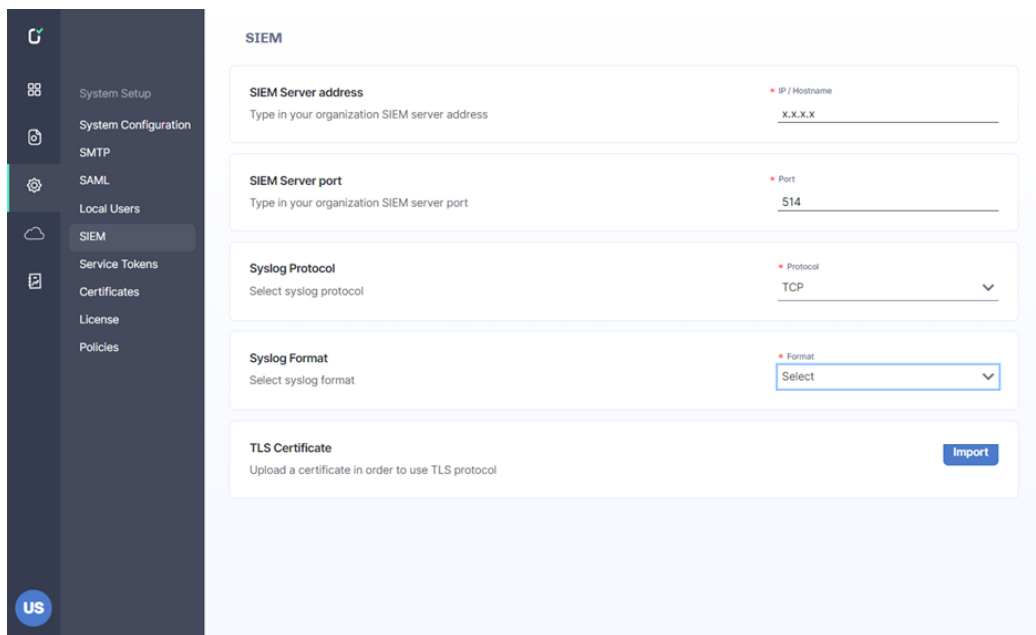 SIEM
System Setup
System Configuration
SMTP
SAML
Local Users
SIEM
Service Tokens
Certificates
License
Policies
US
SIEM Server address
Type in your organization SIEM server address
* IP / Hostname
x.x.x.x
SIEM Server port
Type in your organization SIEM server port
* Port
514
Syslog Protocol
Select syslog protocol
* Protocol
TCP
Syslog Format
Select syslog format
* Format
Select
TLS Certificate
Upload a certificate in order to use TLS protocol
Import